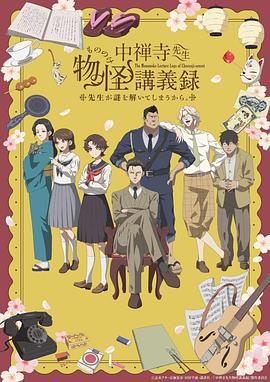 中禅寺先生
もののけ
The Mononoke Lecture Logs of Chuzenji-sensei
物怪講義録
先生が謎を解いてしまうから。